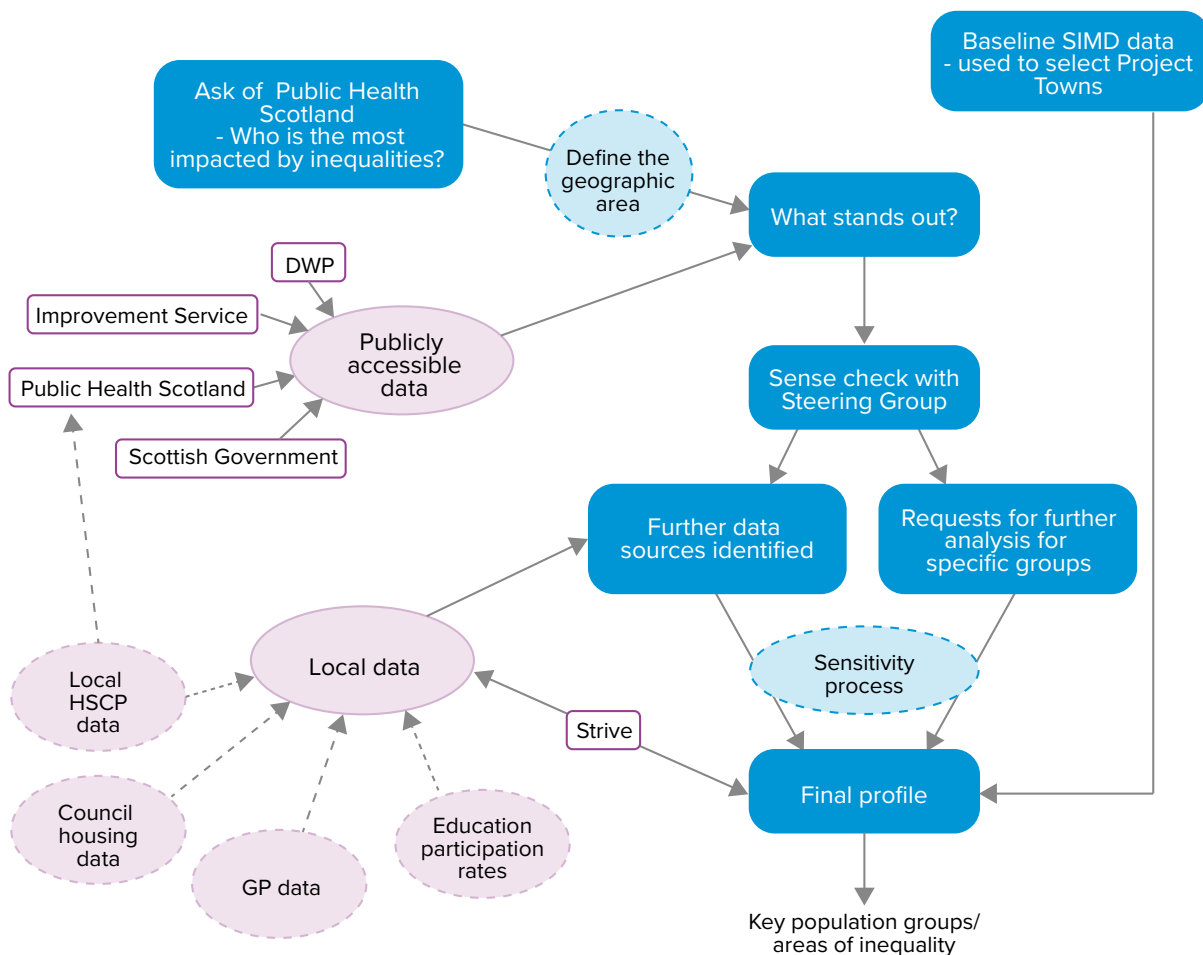 Baseline SIMD data
- used to select Project
Towns
Ask of  Public Health
Scotland
- Who is the most
impacted by inequalities?
Define the
geographic
area
What stands out?
DWP
Improvement Service
Publicly
accessible
data
Public Health Scotland
Scottish Government
Sense check with
Steering Group
Further data
sources identified
Requests for further
analysis for
specific groups
Local data
Sensitivity
process
Local
HSCP
data
Strive
Final profile
Council
housing
data
GP data
Education
participation
rates
Key population groups/
areas of inequality